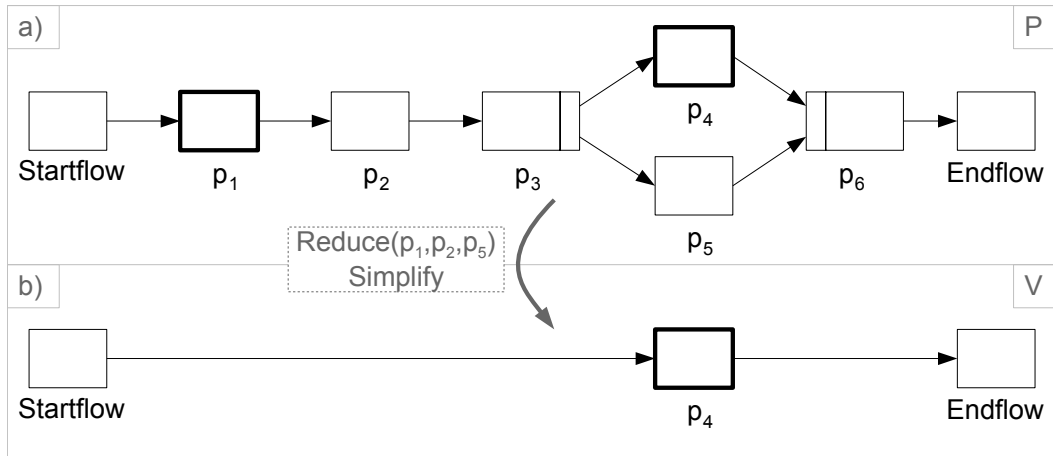 a)
P
p₄
Startflow
p₁
p₂
p₃
p₆
Endflow
p₅
Reduce(p₁,p₂,p₅)
Simplify
b)
V
Startflow
p₄
Endflow